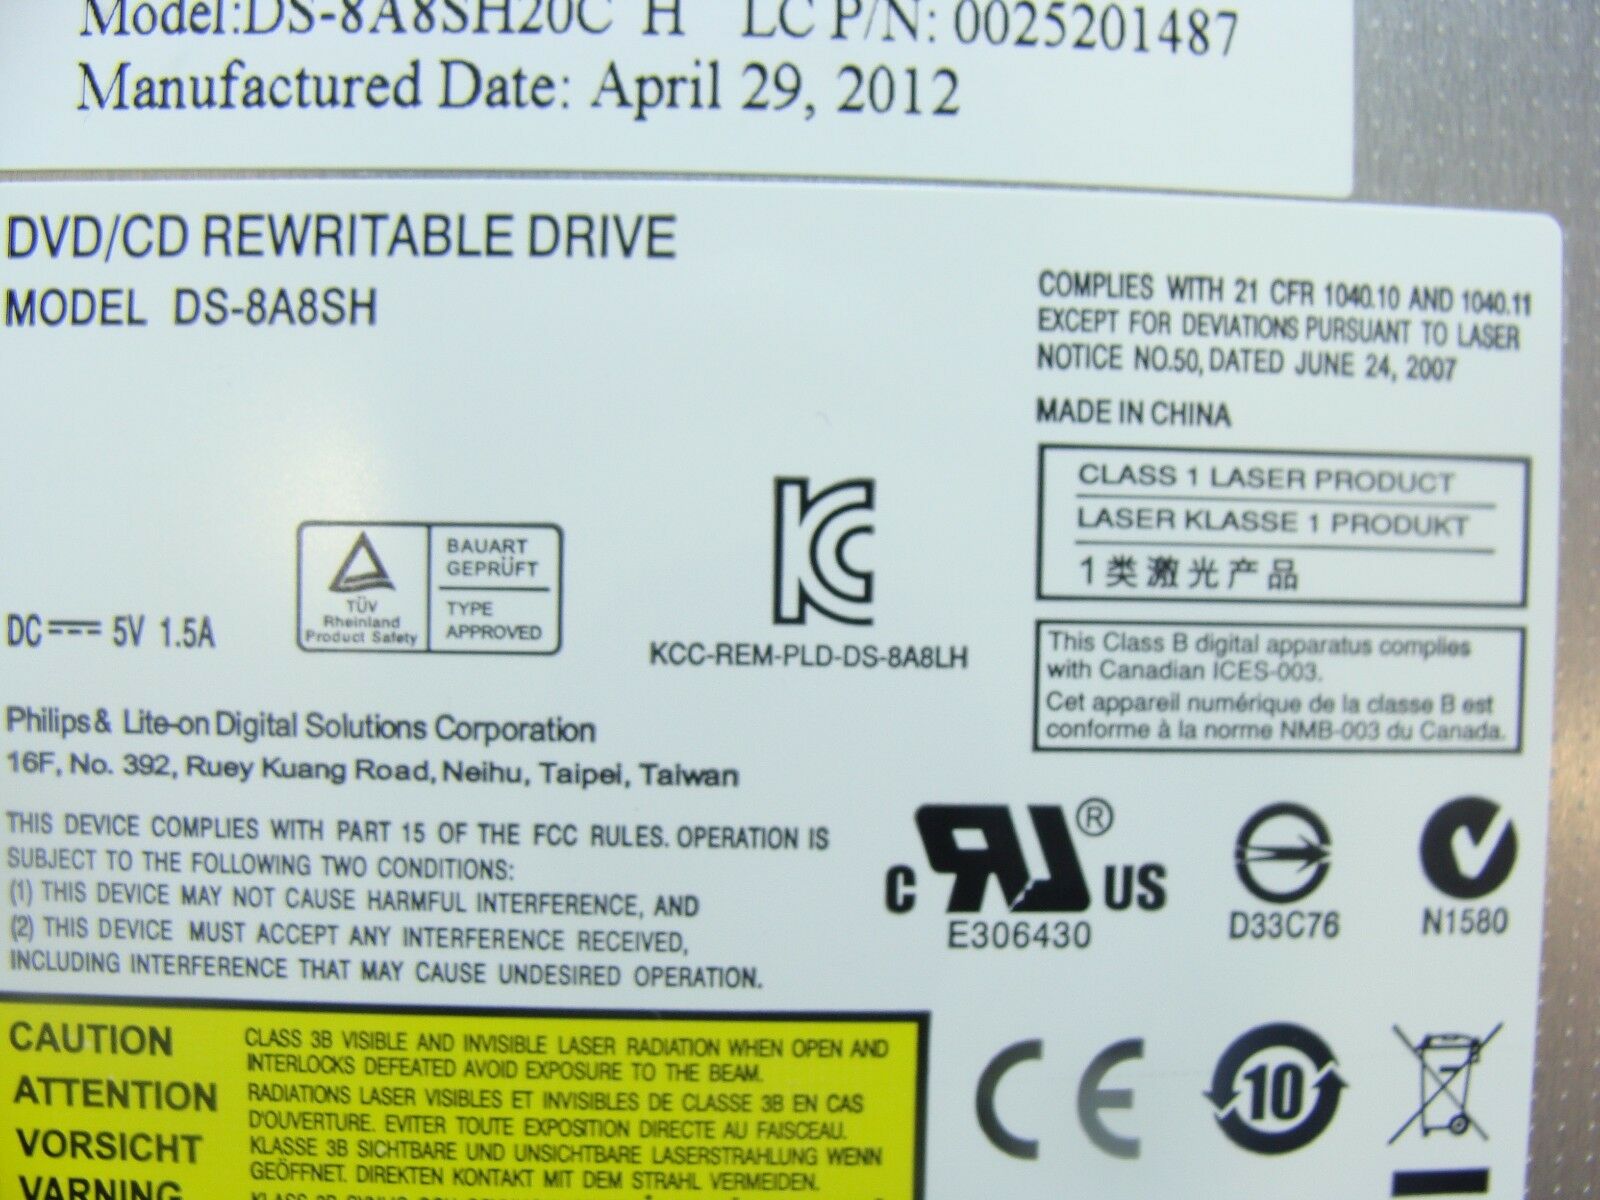 Model:DS-8A8SH20C H LC P/N: 0025201487
Manufactured Date: April 29, 2012
DVD/CD REWRITABLE DRIVE
MODEL DS-8A8SH
COMPLIES WITH 21 CFR 1040.10 AND 1040.11
EXCEPT FOR DEVIATIONS PURSUANT TO LASER
NOTICE NO.50, DATED JUNE 24, 2007
MADE IN CHINA
CLASS 1 LASER PRODUCT
LASER KLASSE 1 PRODUKT
1类激光产品
TÜV
Rheinland
Product Safety
BAUART
GEPRÜFT
TYPE
APPROVED
KC
KCC-REM-PLD-DS-8A8LH
DC 5V 1.5A
This Class B digital apparatus complies
with Canadian ICES-003.
Cet appareil numérique de la classe B est
conforme à la norme NMB-003 du Canada.
Philips & Lite-on Digital Solutions Corporation
16F, No. 392, Ruey Kuang Road, Neihu, Taipei, Taiwan
THIS DEVICE COMPLIES WITH PART 15 OF THE FCC RULES. OPERATION IS
SUBJECT TO THE FOLLOWING TWO CONDITIONS:
(1) THIS DEVICE MAY NOT CAUSE HARMFUL INTERFERENCE, AND
(2) THIS DEVICE MUST ACCEPT ANY INTERFERENCE RECEIVED,
INCLUDING INTERFERENCE THAT MAY CAUSE UNDESIRED OPERATION.
C RU ® US
E306430
D33C76
N1580
CAUTION
CLASS 3B VISIBLE AND INVISIBLE LASER RADIATION WHEN OPEN AND
INTERLOCKS DEFEATED AVOID EXPOSURE TO THE BEAM.
ATTENTION
RADIATIONS LASER VISIBLES ET INVISIBLES DE CLASSE 3B EN CAS
D'OUVERTURE. EVITER TOUTE EXPOSITION DIRECTE AU FAISCEAU.
VORSICHT
KLASSE 3B SICHTBARE UND UNSICHTBARE LASERSTRAHLUNG WENN
GEÖFFNET. DIREKTEN KONTAKT MIT DEM STRAHL VERMEIDEN.
VARNING
CE
10